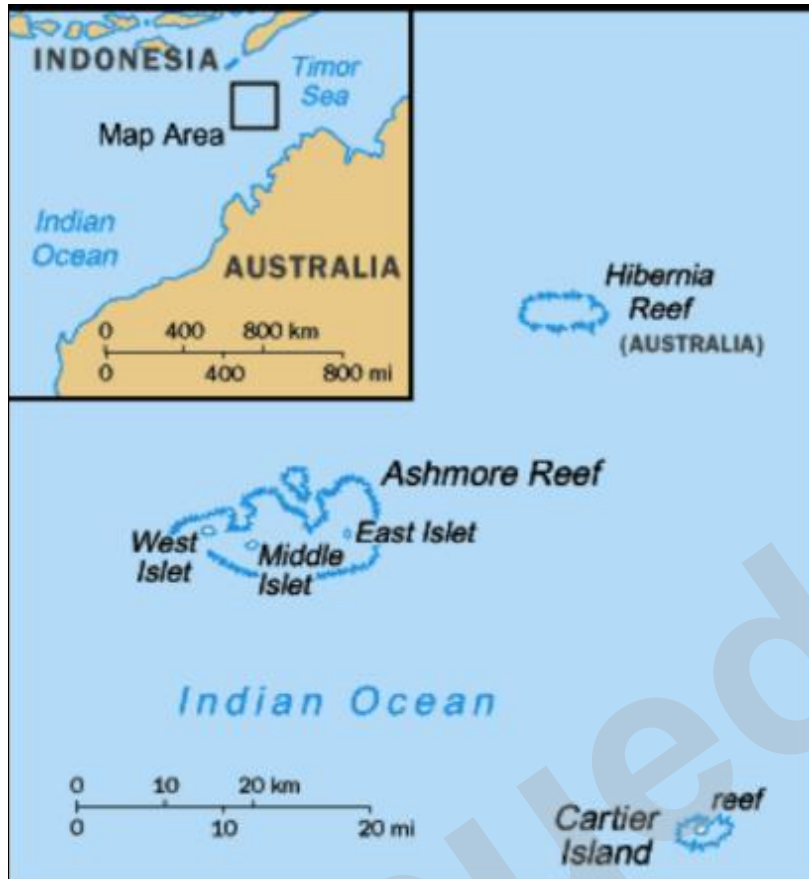 INDONESIA
Timor
Sea
Map Area
Indian
Ocean
AUSTRALIA
0 400 800 km
0 400 800 mi
Hibernia
Reef
(AUSTRALIA)
Ashmore Reef
West
Islet
Middle
Islet
East Islet
Indian Ocean
0 10 20 km
0 10 20 mi
reef
Cartier
Island